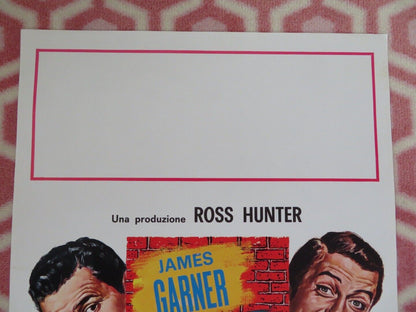 Una produzione ROSS HUNTER
JAMES
GARNER